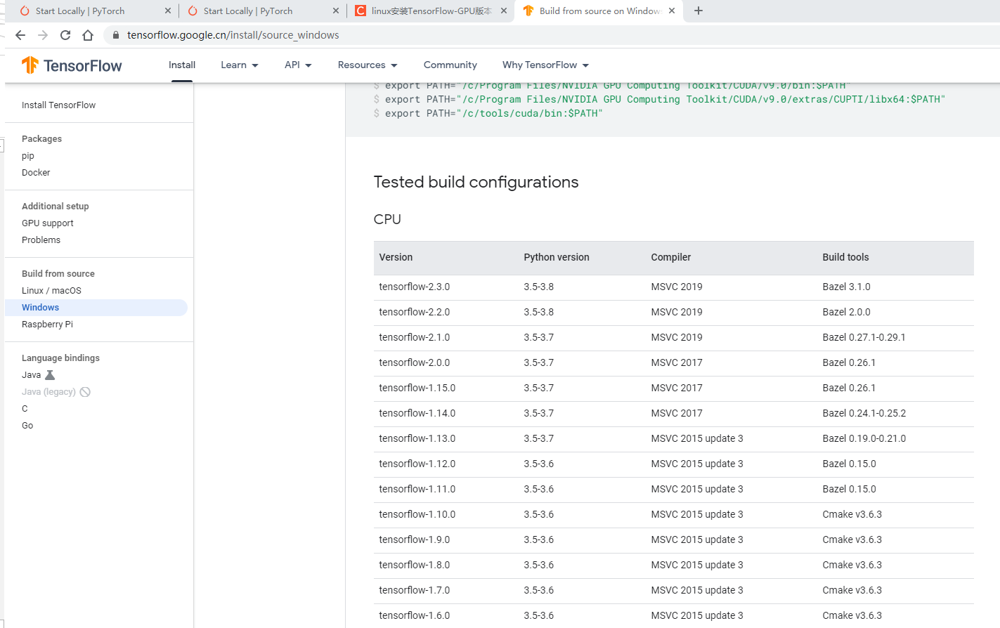 Start Locally | PyTorch
Start Locally | PyTorch
linux安装TensorFlow-GPU版本
Build from source on Window
tensorflow.google.cn/install/source_windows
TensorFlow
Install Learn API Resources Community Why TensorFlow
Install TensorFlow
Packages
pip
Docker
Additional setup
GPU support
Problems
Build from source
Linux / macOS
Windows
Raspberry Pi
Language bindings
Java
Java (legacy)
C
Go
$ export PATH="/c/Program Files/NVIDIA GPU Computing Toolkit/CUDA/v9.0/bin:$PATH"
$ export PATH="/c/Program Files/NVIDIA GPU Computing Toolkit/CUDA/v9.0/extras/CUPTI/libx64:$PATH"
$ export PATH="/c/tools/cuda/bin:$PATH"
Tested build configurations
CPU
Version Python version Compiler Build tools
tensorflow-2.3.0 3.5-3.8 MSVC 2019 Bazel 3.1.0
tensorflow-2.2.0 3.5-3.8 MSVC 2019 Bazel 2.0.0
tensorflow-2.1.0 3.5-3.7 MSVC 2019 Bazel 0.27.1-0.29.1
tensorflow-2.0.0 3.5-3.7 MSVC 2017 Bazel 0.26.1
tensorflow-1.15.0 3.5-3.7 MSVC 2017 Bazel 0.26.1
tensorflow-1.14.0 3.5-3.7 MSVC 2017 Bazel 0.24.1-0.25.2
tensorflow-1.13.0 3.5-3.7 MSVC 2015 update 3 Bazel 0.19.0-0.21.0
tensorflow-1.12.0 3.5-3.6 MSVC 2015 update 3 Bazel 0.15.0
tensorflow-1.11.0 3.5-3.6 MSVC 2015 update 3 Bazel 0.15.0
tensorflow-1.10.0 3.5-3.6 MSVC 2015 update 3 Cmake v3.6.3
tensorflow-1.9.0 3.5-3.6 MSVC 2015 update 3 Cmake v3.6.3
tensorflow-1.8.0 3.5-3.6 MSVC 2015 update 3 Cmake v3.6.3
tensorflow-1.7.0 3.5-3.6 MSVC 2015 update 3 Cmake v3.6.3
tensorflow-1.6.0 3.5-3.6 MSVC 2015 update 3 Cmake v3.6.3